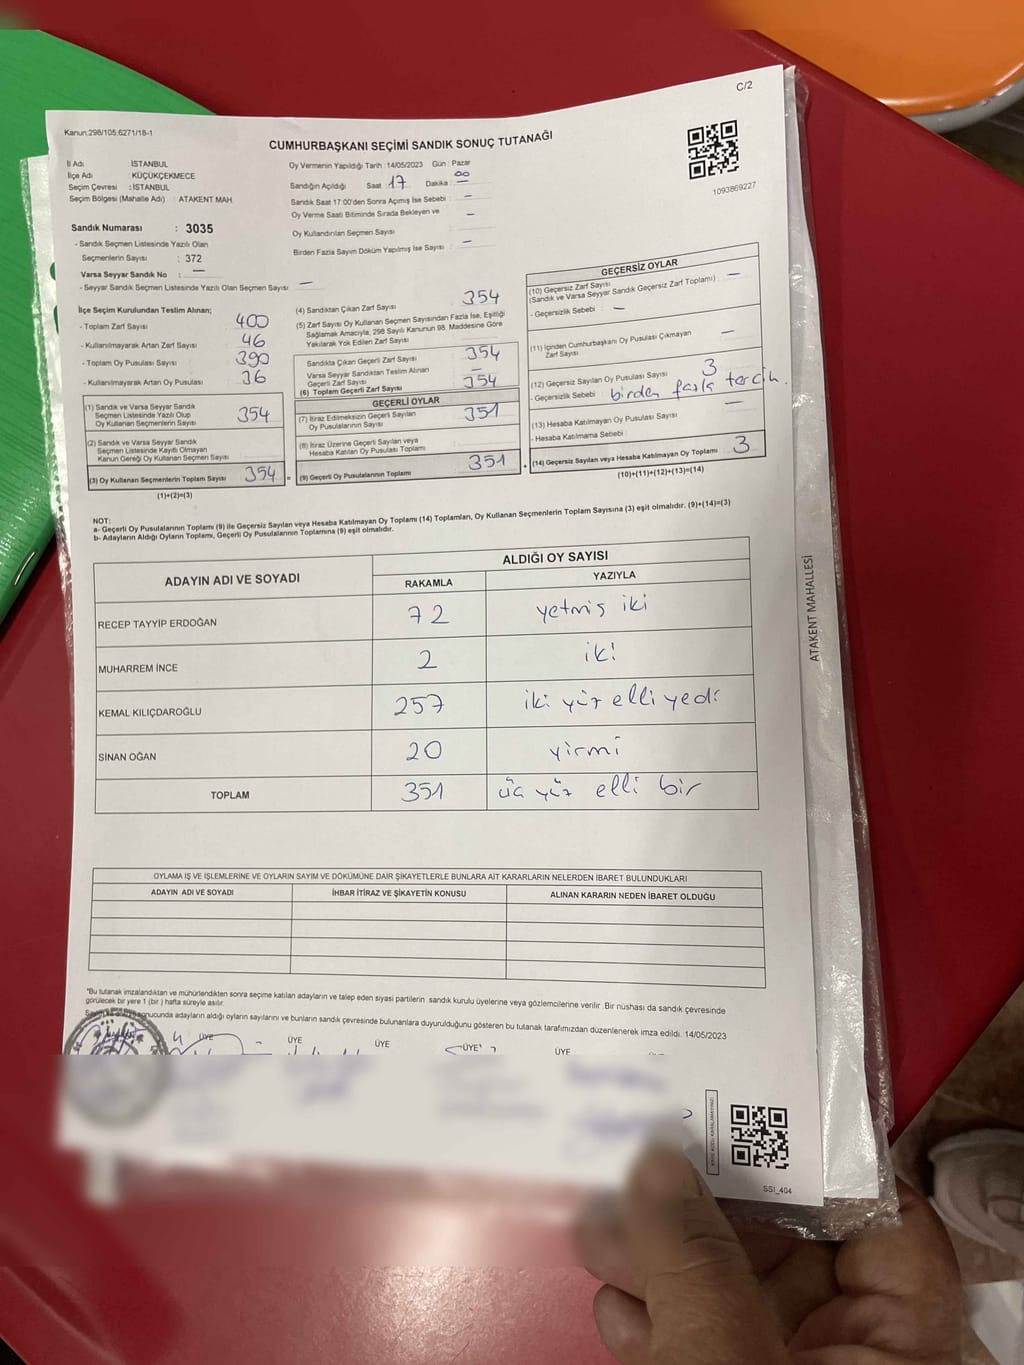 C/2
Kanun:298/105,6271/18-1
CUMHURBAŞKANI SEÇİMİ SANDIK SONUÇ TUTANAĞI
1093869227
İl Adı : İSTANBUL
İlçe Adı : KÜÇÜKÇEKMECE
Seçim Çevresi : İSTANBUL
Seçim Bölgesi (Mahalle Adı) : ATAKENT MAH.
Sandık Numarası : 3035
- Sandık Seçmen Listesinde Yazılı Olan
Seçmenlerin Sayısı : 372
Varsa Seyyar Sandık No : —
- Seyyar Sandık Seçmen Listesinde Yazılı Olan Seçmen Sayısı : —
Oy Vermenin Yapıldığı Tarih :14/05/2023 Gün : Pazar
Sandığın Açıldığı Saat : 17 Dakika : 00
Sandık Saat 17:00'den Sonra Açımış İse Sebebi : —
Oy Verme Saati Bitiminde Sırada Bekleyen ve
Oy Kullandırılan Seçmen Sayısı : —
Birden Fazla Sayım Döküm Yapılmış İse Sayısı : —
İlçe Seçim Kurulundan Teslim Alınan;
- Toplam Zarf Sayısı : 400
- Kullanılmayarak Artan Zarf Sayısı : 46
- Toplam Oy Pusulası Sayısı : 390
- Kullanılmayarak Artan Oy Pusulası : 36
(1) Sandık ve Varsa Seyyar Sandık
Seçmen Listesinde Yazılı Olup
Oy Kullanan Seçmenlerin Sayısı : 354
(2) Sandık ve Varsa Seyyar Sandık
Seçmen Listesinde Kayıtlı Olmayan
Kanun Gereği Oy Kullanan Seçmen Sayısı :
(3) Oy Kullanan Seçmenlerin Toplam Sayısı : 354
(1)+(2)=(3)
(4) Sandıktan Çıkan Zarf Sayısı : 354
(5) Zarf Sayısı Oy Kullanan Seçmen Sayısından Fazla İse, Eşitliği
Sağlamak Amacıyla, 298 Sayılı Kanunun 98. Maddesine Göre
Yakılarak Yok Edilen Zarf Sayısı :
Sandıkta Çıkan Geçerli Zarf Sayısı : 354
Varsa Seyyar Sandıktan Teslim Alınan
Geçerli Zarf Sayısı : —
(6) Toplam Geçerli Zarf Sayısı : 354
GEÇERLİ OYLAR
(7) İtiraz Edilmeksizin Geçerli Sayılan
Oy Pusulalarının Sayısı : 351
(8) İtiraz Üzerine Geçerli Sayılan veya
Hesaba Katılan Oy Pusulası Toplamı :
= (9) Geçerli Oy Pusulalarının Toplamı : 351
GEÇERSİZ OYLAR
(10) Geçersiz Zarf Sayısı
(Sandık ve Varsa Seyyar Sandık Geçersiz Zarf Toplamı) : —
- Geçersizlik Sebebi : —
(11) İçinden Cumhurbaşkanı Oy Pusulası Çıkmayan
Zarf Sayısı : —
(12) Geçersiz Sayılan Oy Pusulası Sayısı : 3
- Geçersizlik Sebebi : birden fazla tercih.
(13) Hesaba Katılmayan Oy Pusulası Sayısı : —
- Hesaba Katılmama Sebebi :
+ (14) Geçersiz Sayılan veya Hesaba Katılmayan Oy Toplamı : 3
(10)+(11)+(12)+(13)=(14)
NOT:
a- Geçerli Oy Pusulalarının Toplamı (9) ile Geçersiz Sayılan veya Hesaba Katılmayan Oy Toplamı (14) Toplamları, Oy Kullanan Seçmenlerin Toplam Sayısına (3) eşit olmalıdır. (9)+(14)=(3)
b- Adayların Aldığı Oyların Toplamı, Geçerli Oy Pusulalarının Toplamına (9) eşit olmalıdır.
ADAYIN ADI VE SOYADI
ALDIĞI OY SAYISI
RAKAMLA YAZIYLA
RECEP TAYYİP ERDOĞAN 72 yetmiş iki
MUHARREM İNCE 2 iki
KEMAL KILIÇDAROĞLU 257 iki yüz elli yedi
SİNAN OĞAN 20 yirmi
TOPLAM 351 üç yüz elli bir
ATAKENT MAHALLESİ
OYLAMA İŞ VE İŞLEMLERİNE VE OYLARIN SAYIM VE DÖKÜMÜNE DAİR ŞİKAYETLERLE BUNLARA AİT KARARLARIN NELERDEN İBARET BULUNDUKLARI
ADAYIN ADI VE SOYADI İHBAR İTİRAZ VE ŞİKAYETİN KONUSU ALINAN KARARIN NEDEN İBARET OLDUĞU
*Bu tutanak imzalandıktan ve mühürlendikten sonra seçime katılan adayların ve talep eden siyasi partilerin sandık kurulu üyelerine veya gözlemcilerine verilir .Bir nüshası da sandık çevresinde
görülecek bir yere 1 (bir ) hafta süreyle asılır.
sonucunda adayların aldığı oyların sayılarını ve bunların sandık çevresinde bulunanlara duyurulduğunu gösteren bu tutanak tarafımızdan düzenlenerek imza edildi. 14/05/2023
ÜYE ÜYE ÜYE ÜYE ÜYE
SSI_404